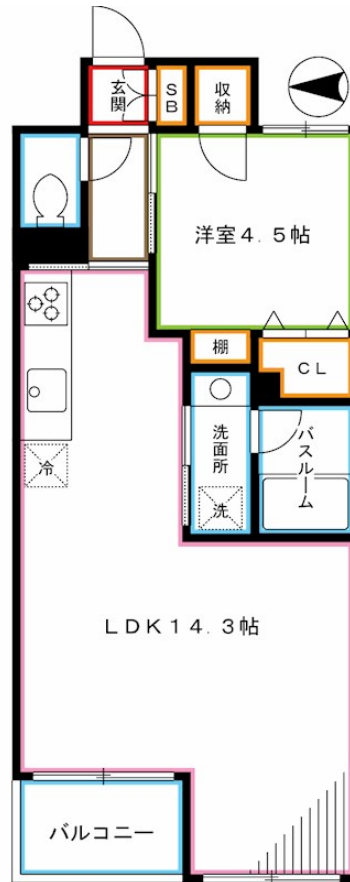 玄関
SB
収納
洋室4.5帖
棚
CL
洗面所
バスルーム
冷
洗
LDK14.3帖
バルコニー